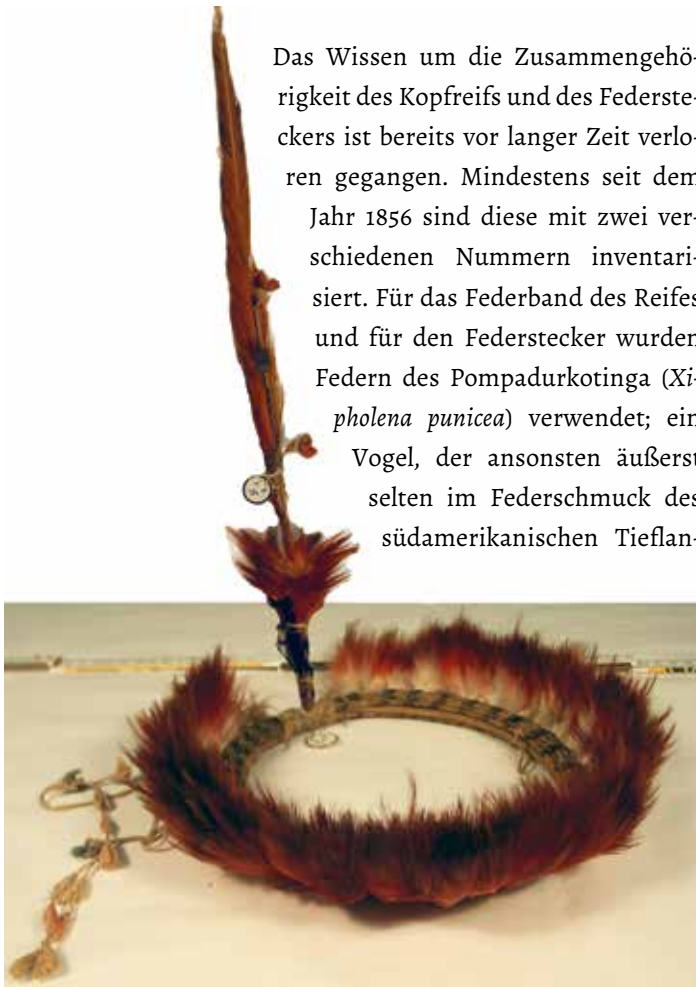 Das Wissen um die Zusammengehö-
rigkeit des Kopfreifs und des Federste-
ckers ist bereits vor langer Zeit verlo-
ren gegangen. Mindestens seit dem
Jahr 1856 sind diese mit zwei ver-
schiedenen Nummern inventari-
siert. Für das Federband des Reifes
und für den Federstecker wurden
Federn des Pompadurkotinga (Xi-
pholena punicea) verwendet; ein
Vogel, der ansonsten äußerst
selten im Federschmuck des
südamerikanischen Tieflan-